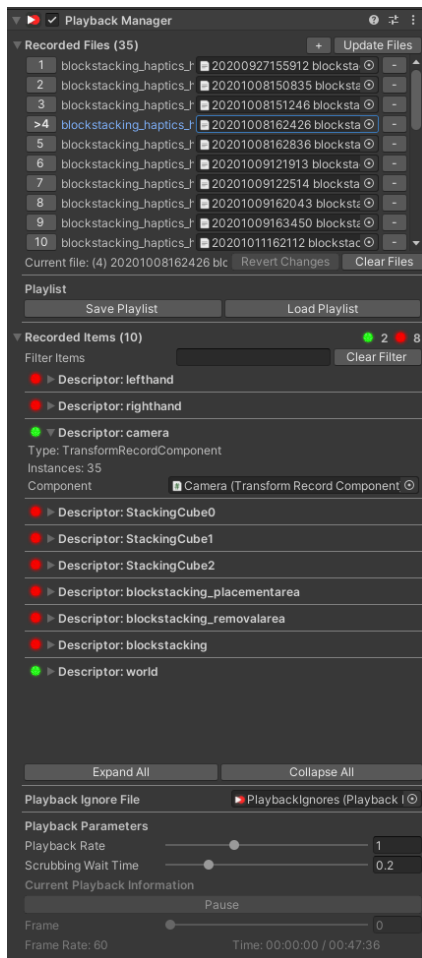 Playback Manager
Recorded Files (35) + Update Files
1 blockstacking_haptics_h 20200927155912 blocksta -
2 blockstacking_haptics_h 20201008150835 blocksta -
3 blockstacking_haptics_h 20201008151246 blocksta -
>4 blockstacking_haptics_h 20201008162426 blocksta -
5 blockstacking_haptics_h 20201008162836 blocksta -
6 blockstacking_haptics_h 20201009121913 blockstac -
7 blockstacking_haptics_h 20201009122514 blocksta -
8 blockstacking_haptics_h 20201009162043 blocksta -
9 blockstacking_haptics_h 20201009163450 blocksta -
10 blockstacking_haptics_h 20201011162112 blockstac -
Current file: (4) 20201008162426 blc Revert Changes Clear Files
Playlist
Save Playlist Load Playlist
Recorded Items (10) 2 8
Filter Items Clear Filter
Descriptor: lefthand
Descriptor: righthand
Descriptor: camera
Type: TransformRecordComponent
Instances: 35
Component Camera (Transform Record Component
Descriptor: StackingCube0
Descriptor: StackingCube1
Descriptor: StackingCube2
Descriptor: blockstacking_placementarea
Descriptor: blockstacking_removalarea
Descriptor: blockstacking
Descriptor: world
Expand All Collapse All
Playback Ignore File PlaybackIgnores (Playback I
Playback Parameters
Playback Rate 1
Scrubbing Wait Time 0.2
Current Playback Information
Pause
Frame 0
Frame Rate: 60 Time: 00:00:00 / 00:47:36